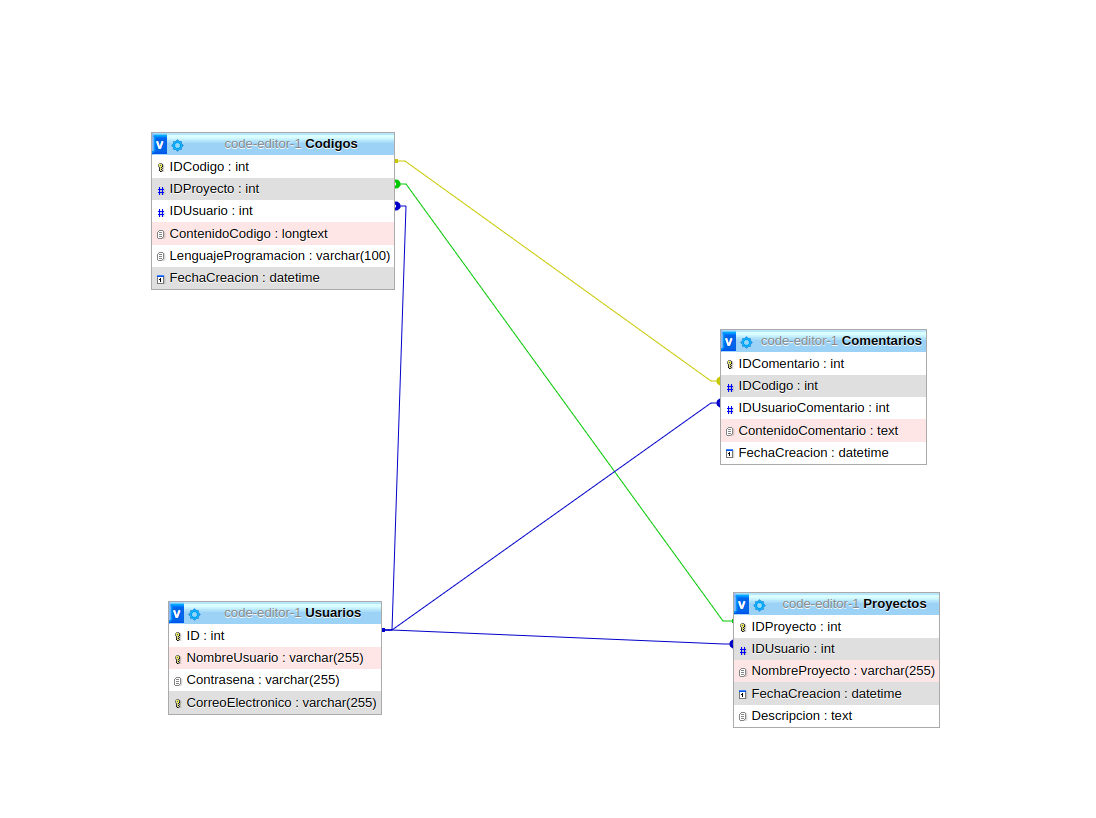 code-editor-1 Codigos
IDCodigo : int
IDProyecto : int
IDUsuario : int
ContenidoCodigo : longtext
LenguajeProgramacion : varchar(100)
FechaCreacion : datetime
code-editor-1 Comentarios
IDComentario : int
IDCodigo : int
IDUsuarioComentario : int
ContenidoComentario : text
FechaCreacion : datetime
code-editor-1 Usuarios
ID : int
NombreUsuario : varchar(255)
Contrasena : varchar(255)
CorreoElectronico : varchar(255)
code-editor-1 Proyectos
IDProyecto : int
IDUsuario : int
NombreProyecto : varchar(255)
FechaCreacion : datetime
Descripcion : text